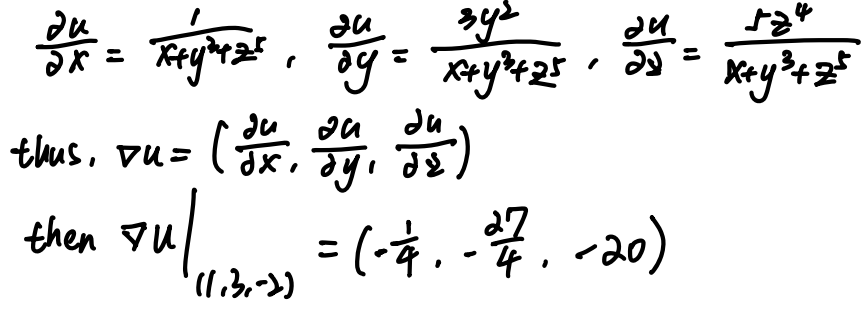 ∂u/∂x = 1/(x+y³+z⁵), ∂u/∂y = 3y²/(x+y³+z⁵), ∂u/∂z = 5z⁴/(x+y³+z⁵)
thus, ∇u = (∂u/∂x, ∂u/∂y, ∂u/∂z)
then ∇u|(1,3,-2) = (-1/4, -27/4, -20)